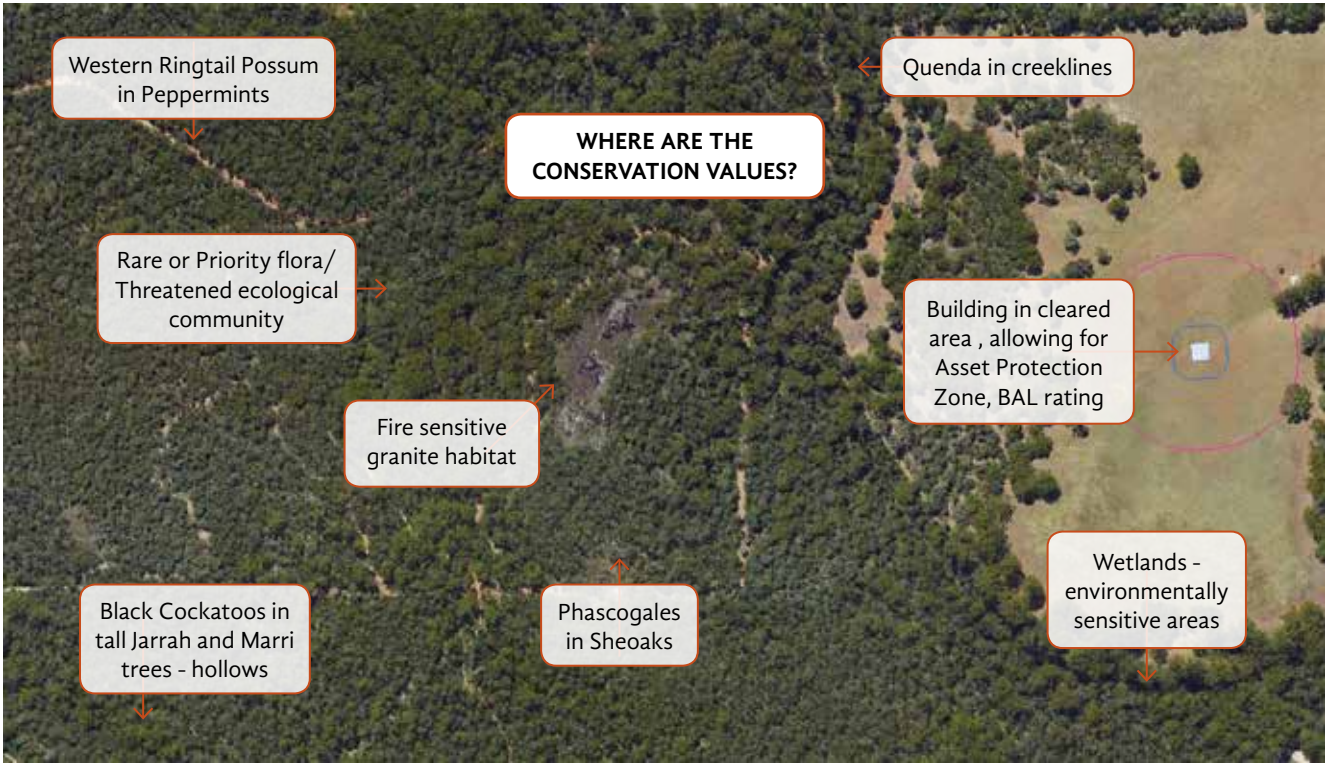 Western Ringtail Possum
in Peppermints
Quenda in creeklines
WHERE ARE THE
CONSERVATION VALUES?
Rare or Priority flora/
Threatened ecological
community
Building in cleared
area , allowing for
Asset Protection
Zone, BAL rating
Fire sensitive
granite habitat
Wetlands -
environmentally
sensitive areas
Black Cockatoos in
tall Jarrah and Marri
trees - hollows
Phascogales
in Sheoaks